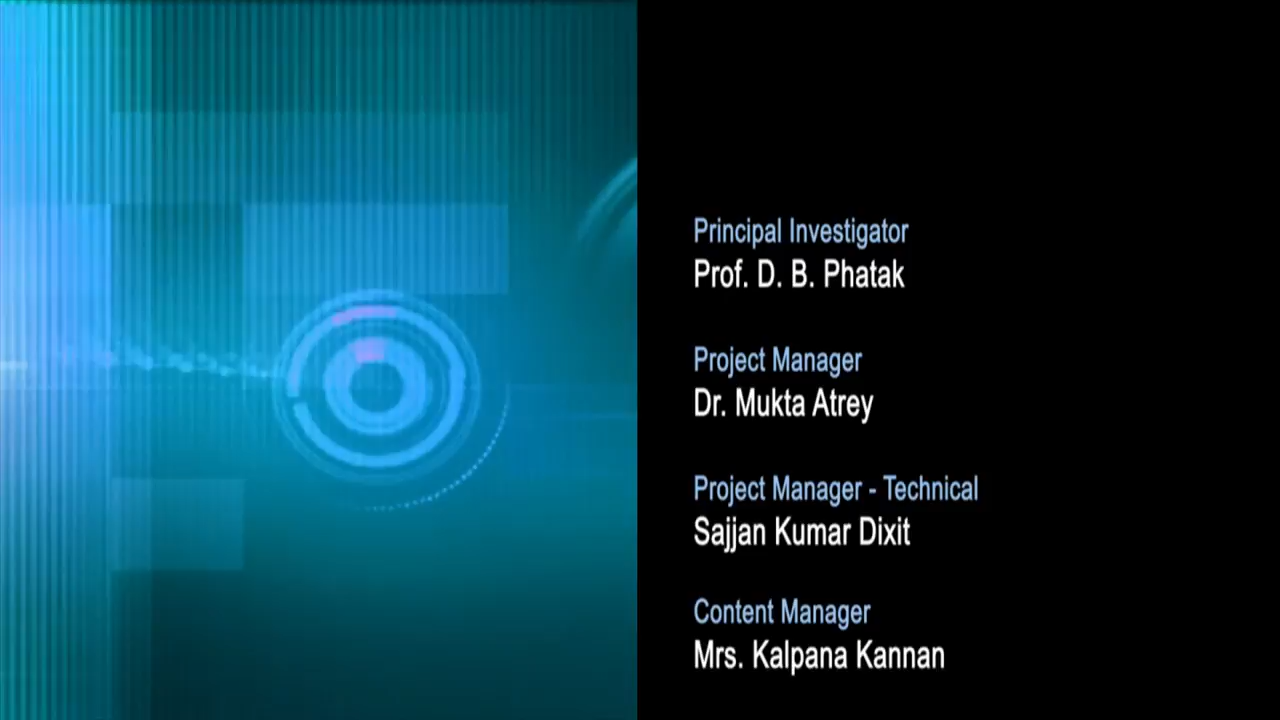 Principal Investigator
Prof. D. B. Phatak
Project Manager
Dr. Mukta Atrey
Project Manager - Technical
Sajjan Kumar Dixit
Content Manager
Mrs. Kalpana Kannan